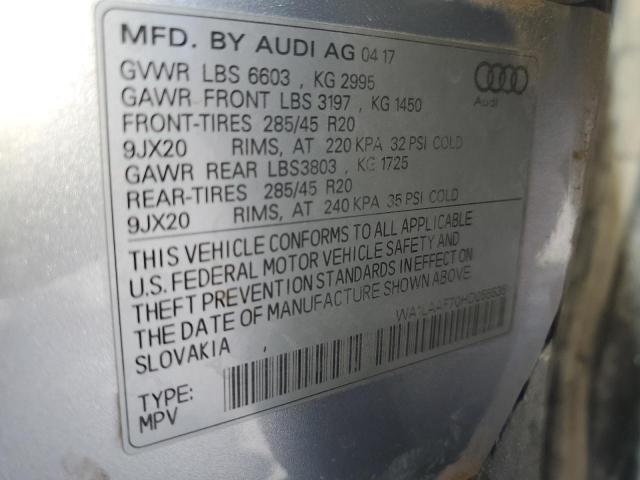 MFD. BY AUDI AG 04 17
GVWR LBS 6603 , KG 2995
GAWR FRONT LBS 3197 , KG 1450
FRONT-TIRES 285/45 R20
9JX20 RIMS, AT 220 KPA 32 PSI COLD
GAWR REAR LBS3803 , KG 1725
REAR-TIRES 285/45 R20
9JX20 RIMS, AT 240 KPA 35 PSI COLD
Audi
THIS VEHICLE CONFORMS TO ALL APPLICABLE
U.S. FEDERAL MOTOR VEHICLE SAFETY AND
THEFT PREVENTION STANDARDS IN EFFECT ON
THE DATE OF MANUFACTURE SHOWN ABOVE.
SLOVAKIA
TYPE:
MPV